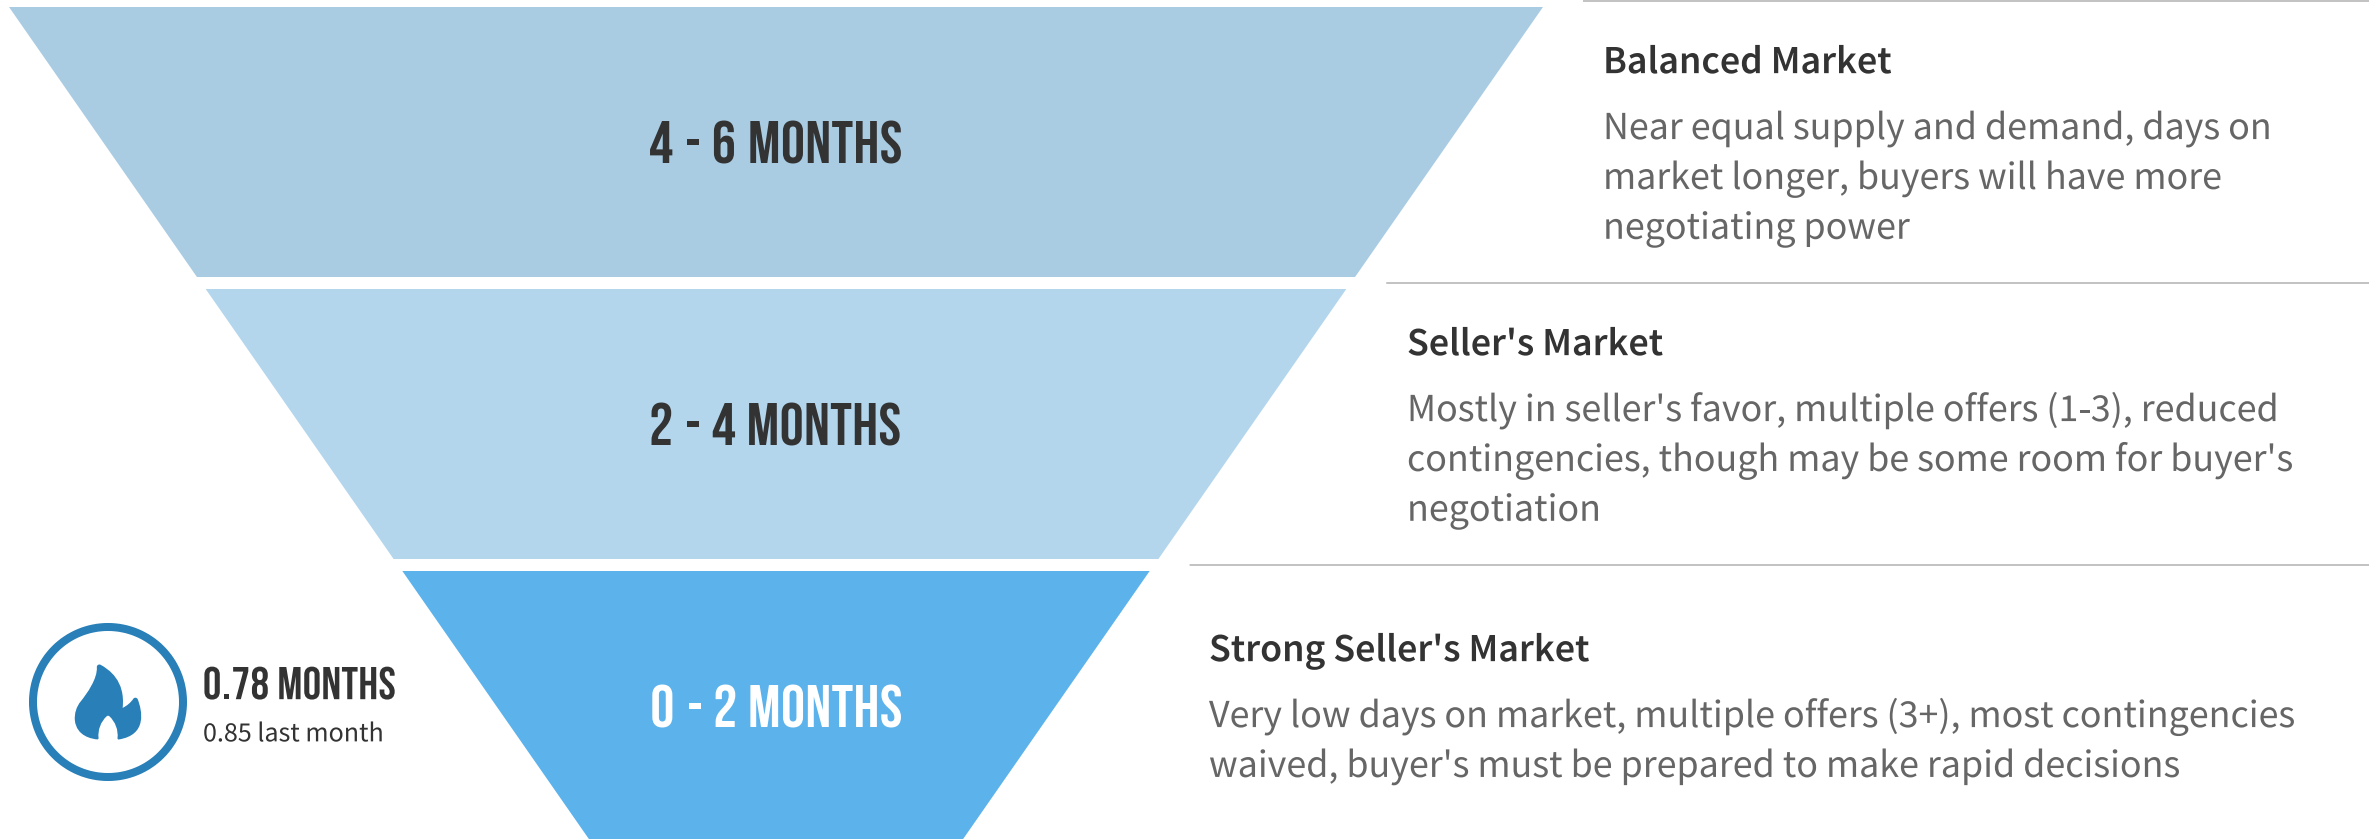 4 - 6 MONTHS
Balanced Market
Near equal supply and demand, days on
market longer, buyers will have more
negotiating power
2 - 4 MONTHS
Seller's Market
Mostly in seller's favor, multiple offers (1-3), reduced
contingencies, though may be some room for buyer's
negotiation
0.78 MONTHS
0.85 last month
0 - 2 MONTHS
Strong Seller's Market
Very low days on market, multiple offers (3+), most contingencies
waived, buyer's must be prepared to make rapid decisions